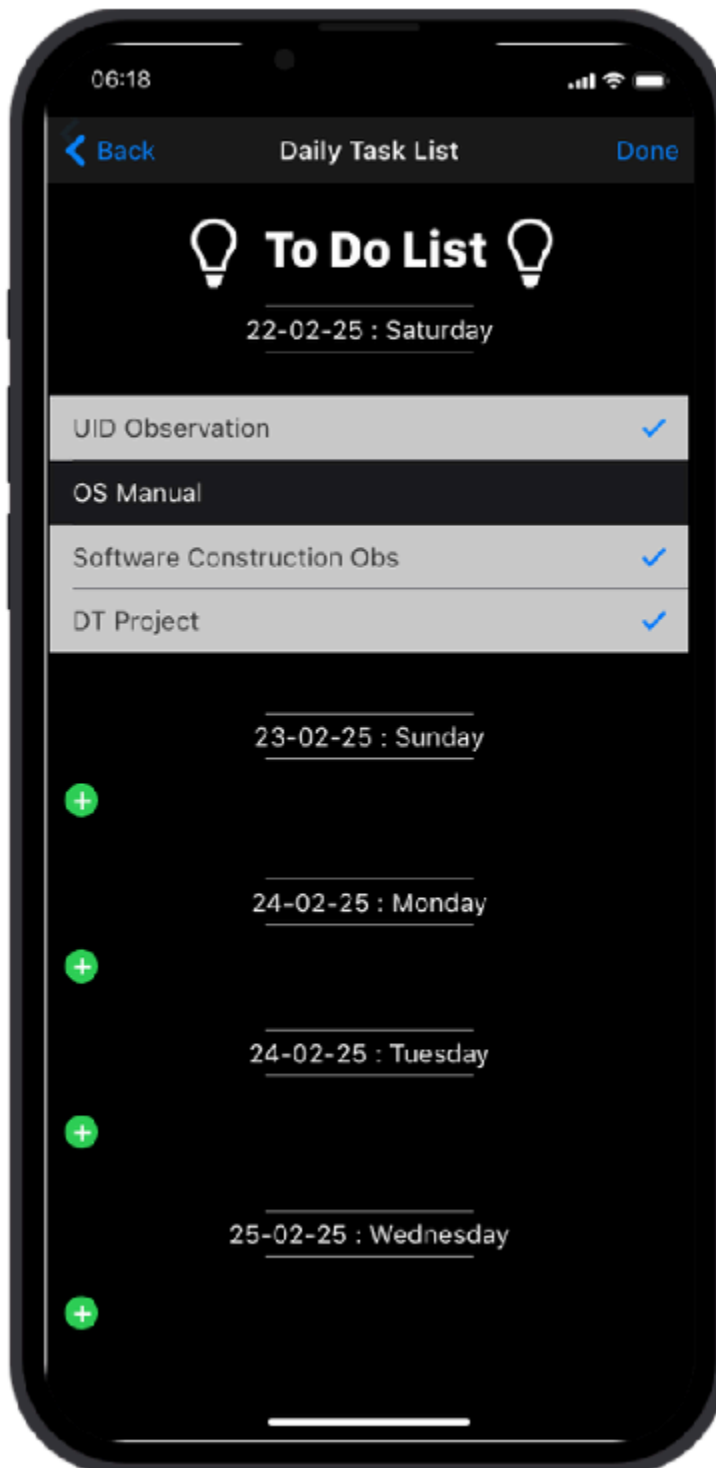 06:18
Back Daily Task List Done
To Do List
22-02-25 : Saturday
UID Observation
OS Manual
Software Construction Obs
DT Project
23-02-25 : Sunday
24-02-25 : Monday
24-02-25 : Tuesday
25-02-25 : Wednesday